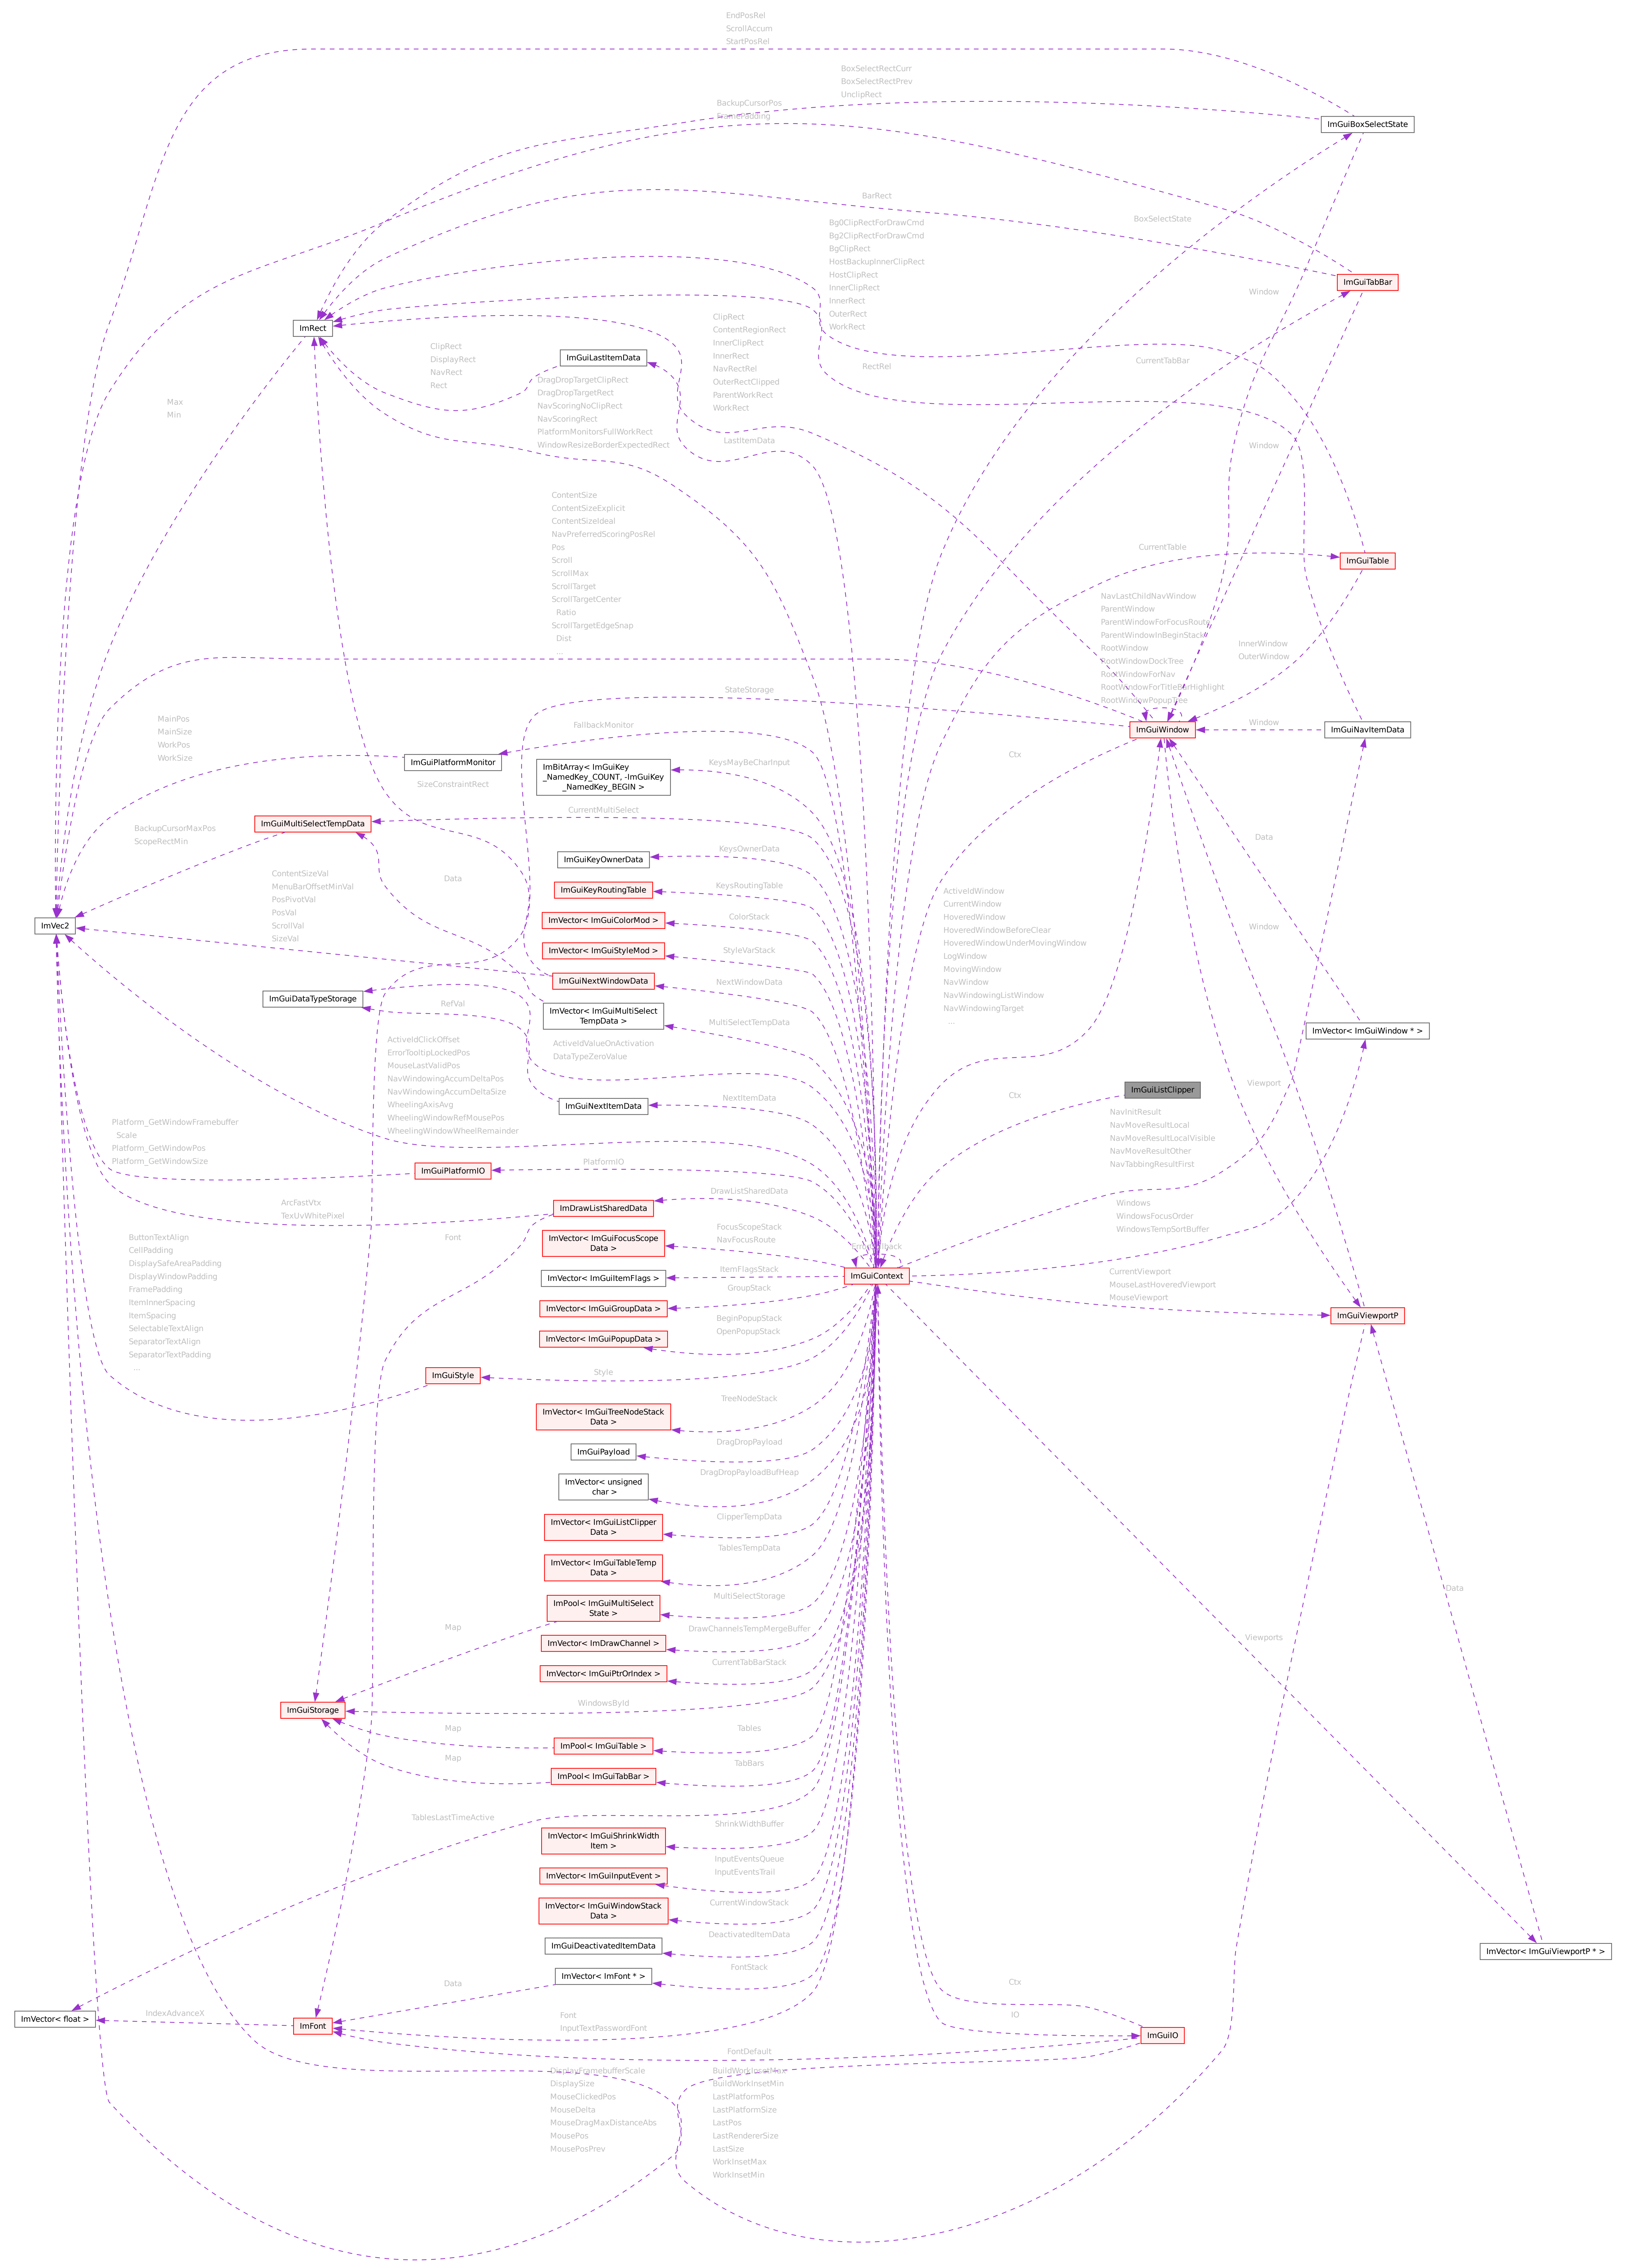 EndPosRel
ScrollAccum
StartPosRel
BoxSelectRectCurr
BoxSelectRectPrev
UnclipRect
BackupCursorPos
FramePadding
ImGuiBoxSelectState
BarRect
BoxSelectState
Bg0ClipRectForDrawCmd
Bg2ClipRectForDrawCmd
BgClipRect
HostBackupInnerClipRect
HostClipRect
InnerClipRect
InnerRect
OuterRect
WorkRect
ImGuiTabBar
Window
ClipRect
ContentRegionRect
InnerClipRect
InnerRect
NavRectRel
OuterRectClipped
ParentWorkRect
WorkRect
ImRect
ClipRect
DisplayRect
NavRect
Rect
ImGuiLastItemData
RectRel
CurrentTabBar
DragDropTargetClipRect
DragDropTargetRect
NavScoringNoClipRect
NavScoringRect
PlatformMonitorsFullWorkRect
WindowResizeBorderExpectedRect
Max
Min
LastItemData
Window
ContentSize
ContentSizeExplicit
ContentSizeIdeal
NavPreferredScoringPosRel
Pos
Scroll
ScrollMax
ScrollTarget
ScrollTargetCenter
Ratio
ScrollTargetEdgeSnap
Dist
...
CurrentTable
ImGuiTable
NavLastChildNavWindow
ParentWindow
ParentWindowForFocusRoute
ParentWindowInBeginStack
RootWindow
RootWindowDockTree
RootWindowForNav
RootWindowForTitleBarHighlight
RootWindowPopupTree
InnerWindow
OuterWindow
StateStorage
MainPos
MainSize
WorkPos
WorkSize
FallbackMonitor
ImGuiWindow
Window
ImGuiNavItemData
ImGuiPlatformMonitor
ImBitArray< ImGuiKey
_NamedKey_COUNT, -ImGuiKey
_NamedKey_BEGIN >
KeysMayBeCharInput
Ctx
SizeConstraintRect
CurrentMultiSelect
ImGuiMultiSelectTempData
BackupCursorMaxPos
ScopeRectMin
Data
KeysOwnerData
ImGuiKeyOwnerData
ContentSizeVal
MenuBarOffsetMinVal
PosPivotVal
PosVal
ScrollVal
SizeVal
Data
KeysRoutingTable
ImGuiKeyRoutingTable
ActiveIdWindow
CurrentWindow
HoveredWindow
HoveredWindowBeforeClear
HoveredWindowUnderMovingWindow
LogWindow
MovingWindow
NavWindow
NavWindowingListWindow
NavWindowingTarget
...
ImVec2
ImVector< ImGuiColorMod >
ColorStack
Window
ImVector< ImGuiStyleMod >
StyleVarStack
ImGuiNextWindowData
NextWindowData
ImGuiDataTypeStorage
RefVal
ImVector< ImGuiMultiSelect
TempData >
MultiSelectTempData
ImVector< ImGuiWindow * >
ActiveIdClickOffset
ErrorTooltipLockedPos
MouseLastValidPos
NavWindowingAccumDeltaPos
NavWindowingAccumDeltaSize
WheelingAxisAvg
WheelingWindowRefMousePos
WheelingWindowWheelRemainder
ActiveIdValueOnActivation
DataTypeZeroValue
Viewport
ImGuiListClipper
Ctx
ImGuiNextItemData
NextItemData
NavInitResult
NavMoveResultLocal
NavMoveResultLocalVisible
NavMoveResultOther
NavTabbingResultFirst
Platform_GetWindowFramebuffer
Scale
Platform_GetWindowPos
Platform_GetWindowSize
ImGuiPlatformIO
PlatformIO
ArcFastVtx
TexUvWhitePixel
ImDrawListSharedData
DrawListSharedData
Windows
WindowsFocusOrder
WindowsTempSortBuffer
ButtonTextAlign
CellPadding
DisplaySafeAreaPadding
DisplayWindowPadding
FramePadding
ItemInnerSpacing
ItemSpacing
SelectableTextAlign
SeparatorTextAlign
SeparatorTextPadding
...
Font
ImVector< ImGuiFocusScope
Data >
FocusScopeStack
NavFocusRoute
ImGuiContext
ImVector< ImGuiItemFlags >
ItemFlagsStack
GroupStack
CurrentViewport
MouseLastHoveredViewport
MouseViewport
ImVector< ImGuiGroupData >
ImGuiViewportP
BeginPopupStack
OpenPopupStack
ImVector< ImGuiPopupData >
ImGuiStyle
Style
ImVector< ImGuiTreeNodeStack
Data >
TreeNodeStack
ImGuiPayload
DragDropPayload
ImVector< unsigned
char >
DragDropPayloadBufHeap
ImVector< ImGuiListClipper
Data >
ClipperTempData
ImVector< ImGuiTableTemp
Data >
TablesTempData
ImPool< ImGuiMultiSelect
State >
MultiSelectStorage
Data
Map
ImVector< ImDrawChannel >
DrawChannelsTempMergeBuffer
Viewports
ImVector< ImGuiPtrOrIndex >
CurrentTabBarStack
ImGuiStorage
WindowsById
Map
ImPool< ImGuiTable >
Tables
Map
ImPool< ImGuiTabBar >
TabBars
TablesLastTimeActive
ImVector< ImGuiShrinkWidth
Item >
ShrinkWidthBuffer
ImVector< ImGuiInputEvent >
InputEventsQueue
InputEventsTrail
ImVector< ImGuiWindowStack
Data >
CurrentWindowStack
ImGuiDeactivatedItemData
DeactivatedItemData
ImVector< ImGuiViewportP * >
Data
ImVector< ImFont * >
FontStack
Ctx
ImVector< float >
IndexAdvanceX
ImFont
Font
InputTextPasswordFont
IO
ImGuiIO
FontDefault
DisplayFramebufferScale
DisplaySize
MouseClickedPos
MouseDelta
MouseDragMaxDistanceAbs
MousePos
MousePosPrev
BuildWorkInsetMax
BuildWorkInsetMin
LastPlatformPos
LastPlatformSize
LastPos
LastRendererSize
LastSize
WorkInsetMax
WorkInsetMin